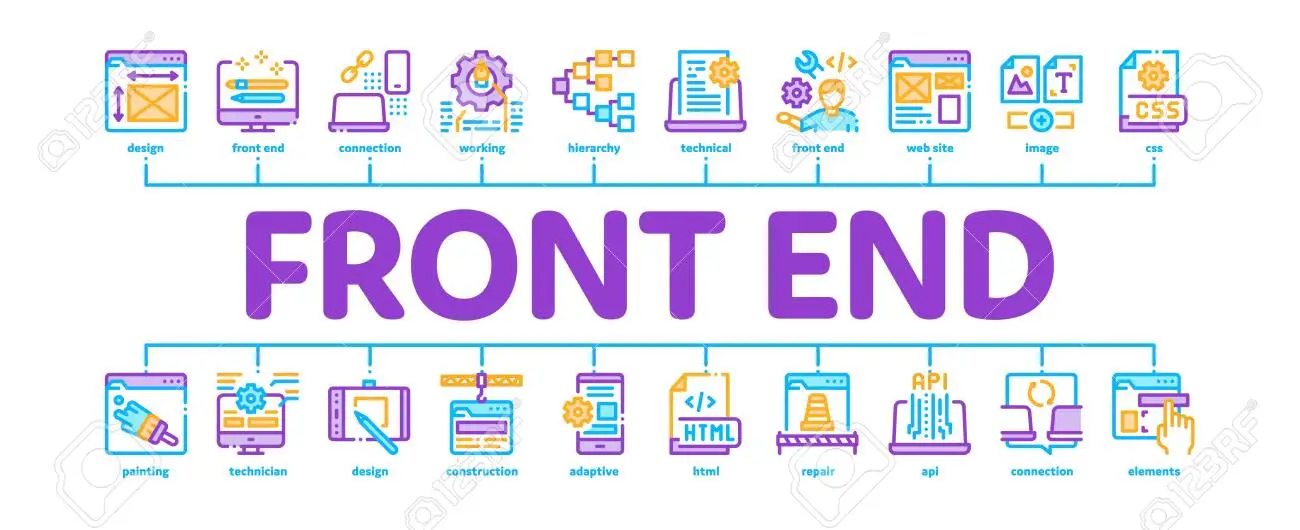 design front end connection working hierarchy technical front end web site image css
</> T CSS
FRONT END
API
</> HTML
painting technician design construction adaptive html repair api connection elements
123RF